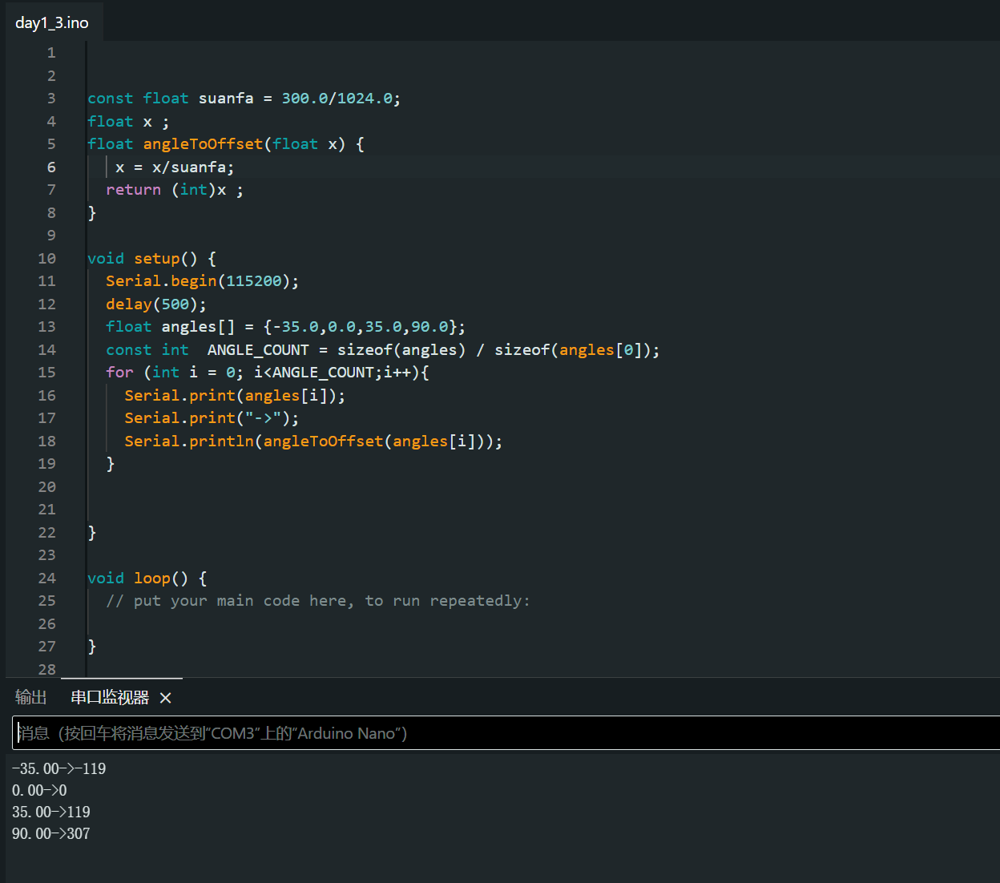 day1_3.ino
1
2
3 const float suanfa = 300.0/1024.0;
4 float x ;
5 float angleToOffset(float x) {
6 x = x/suanfa;
7 return (int)x ;
8 }
9
10 void setup() {
11 Serial.begin(115200);
12 delay(500);
13 float angles[] = {-35.0,0.0,35.0,90.0};
14 const int  ANGLE_COUNT = sizeof(angles) / sizeof(angles[0]);
15 for (int i = 0; i<ANGLE_COUNT;i++){
16 Serial.print(angles[i]);
17 Serial.print("->");
18 Serial.println(angleToOffset(angles[i]));
19 }
20
21
22 }
23
24 void loop() {
25 // put your main code here, to run repeatedly:
26
27 }
28
输出 串口监视器 ×
消息（按回车将消息发送到“COM3”上的“Arduino Nano”）
-35.00->-119
0.00->0
35.00->119
90.00->307